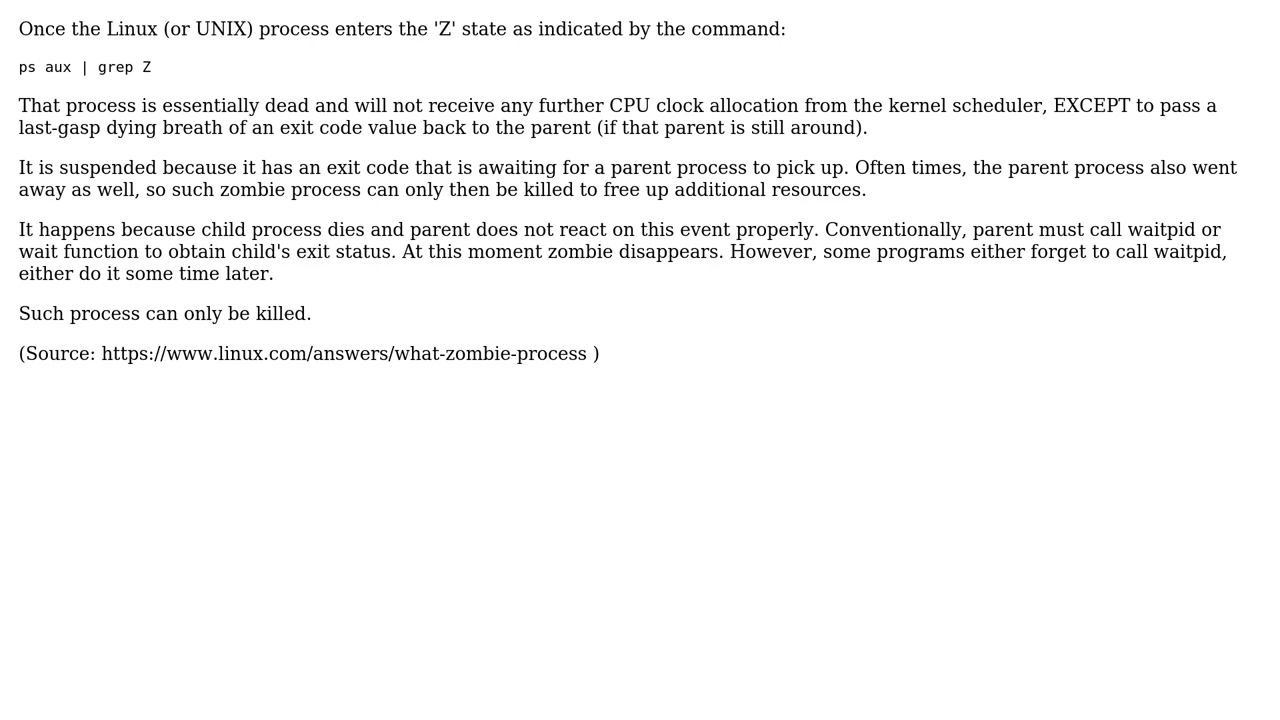 Once the Linux (or UNIX) process enters the 'Z' state as indicated by the command:
ps aux | grep Z
That process is essentially dead and will not receive any further CPU clock allocation from the kernel scheduler, EXCEPT to pass a
last-gasp dying breath of an exit code value back to the parent (if that parent is still around).
It is suspended because it has an exit code that is awaiting for a parent process to pick up. Often times, the parent process also went
away as well, so such zombie process can only then be killed to free up additional resources.
It happens because child process dies and parent does not react on this event properly. Conventionally, parent must call waitpid or
wait function to obtain child's exit status. At this moment zombie disappears. However, some programs either forget to call waitpid,
either do it some time later.
Such process can only be killed.
(Source: https://www.linux.com/answers/what-zombie-process )